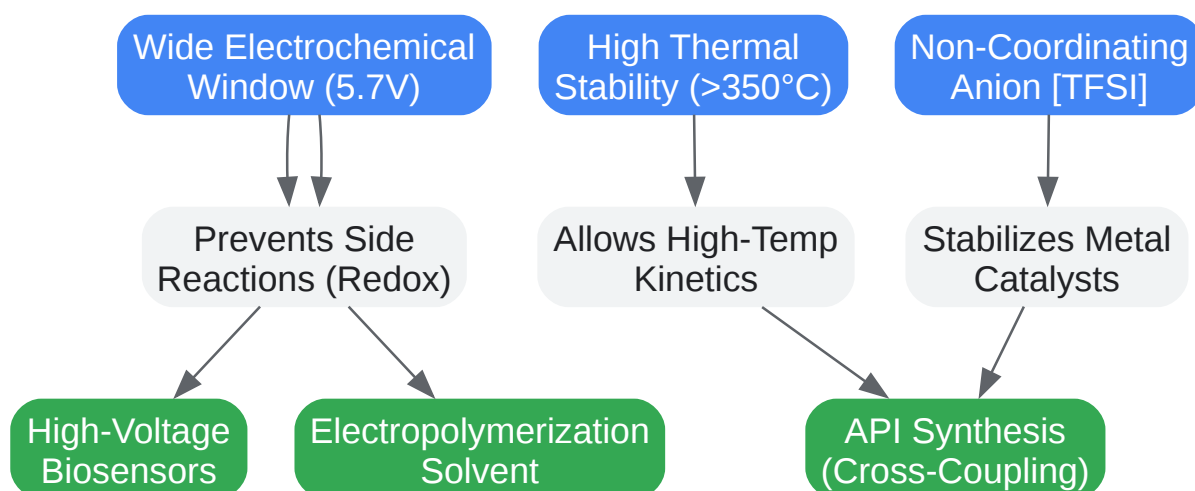 Wide Electrochemical
Window (5.7V)
High Thermal
Stability (>350°C)
Non-Coordinating
Anion [TFSI]
Prevents Side
Reactions (Redox)
Allows High-Temp
Kinetics
Stabilizes Metal
Catalysts
High-Voltage
Biosensors
Electropolymerization
Solvent
API Synthesis
(Cross-Coupling)